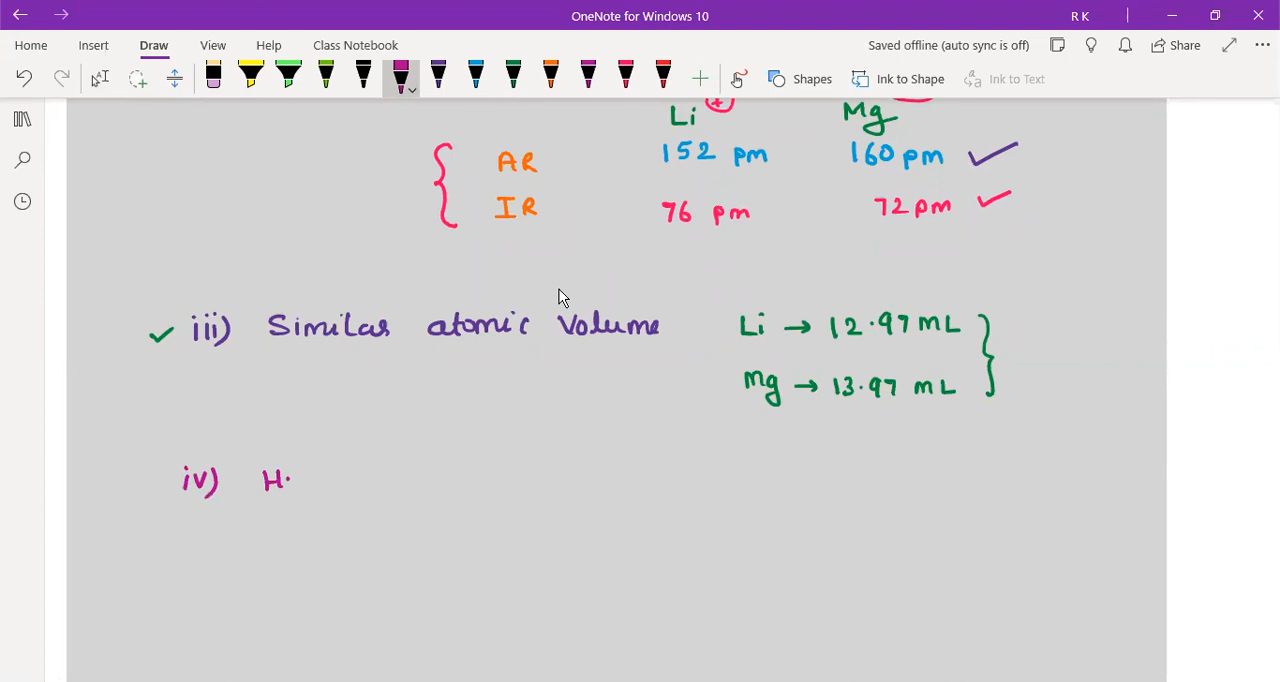 OneNote for Windows 10
R K
Home Insert Draw View Help Class Notebook
Saved offline (auto sync is off) Share
Shapes Ink to Shape Ink to Text
Li + Mg
AR 152 pm 160 pm
IR 76 pm 72 pm
iii) Similar atomic Volume Li → 12.97 mL
Mg → 13.97 mL
iv) H.